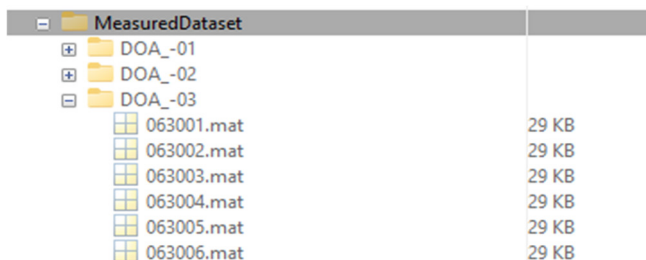 MeasuredDataset
DOA_-01
DOA_-02
DOA_-03
063001.mat 29 KB
063002.mat 29 KB
063003.mat 29 KB
063004.mat 29 KB
063005.mat 29 KB
063006.mat 29 KB